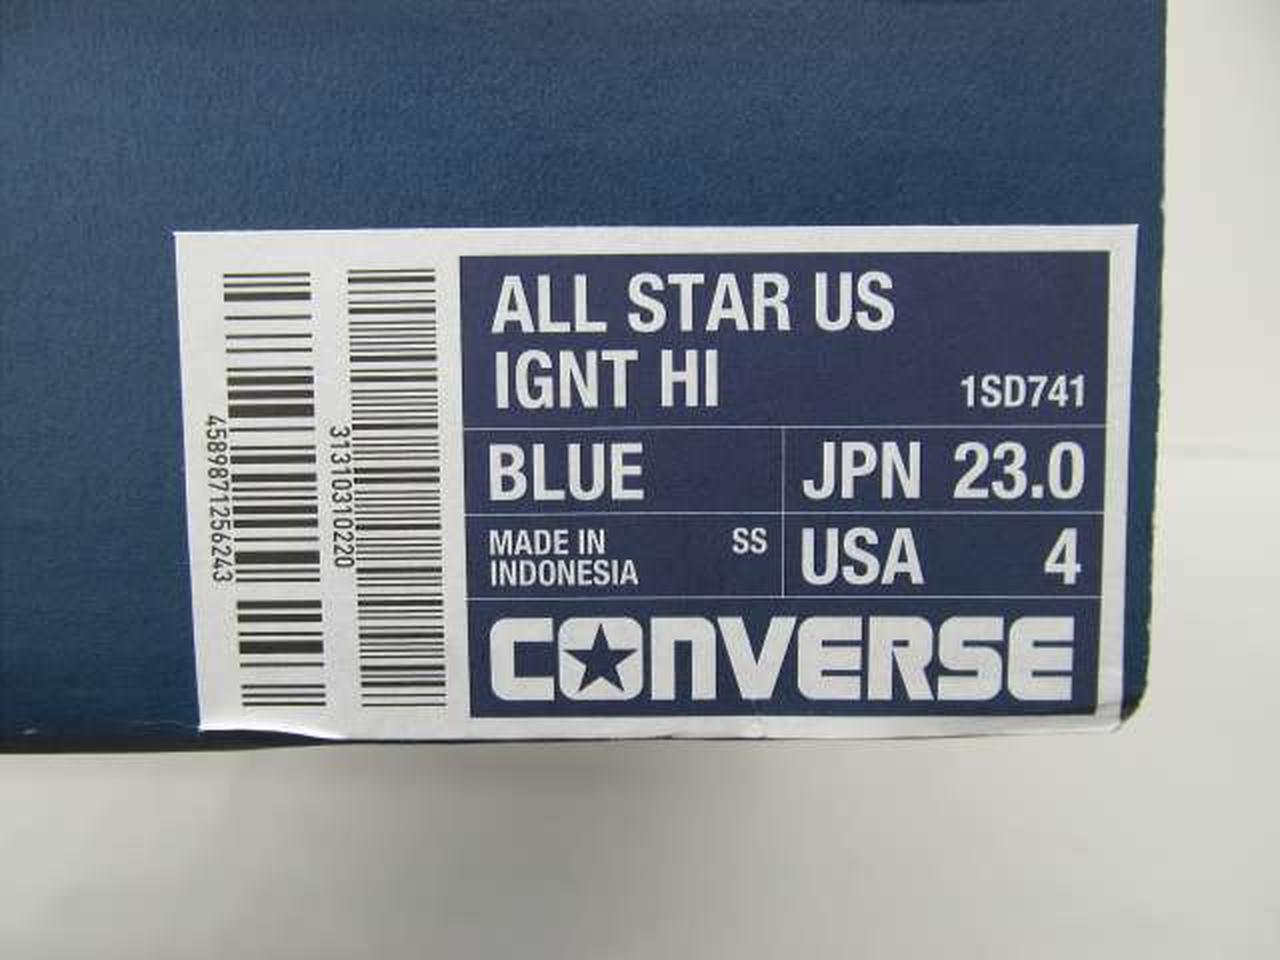 ALL STAR US
IGNT HI
1SD741
BLUE
JPN 23.0
MADE IN
INDONESIA
SS
USA 4
CONVERSE
4589871256243
31310310220